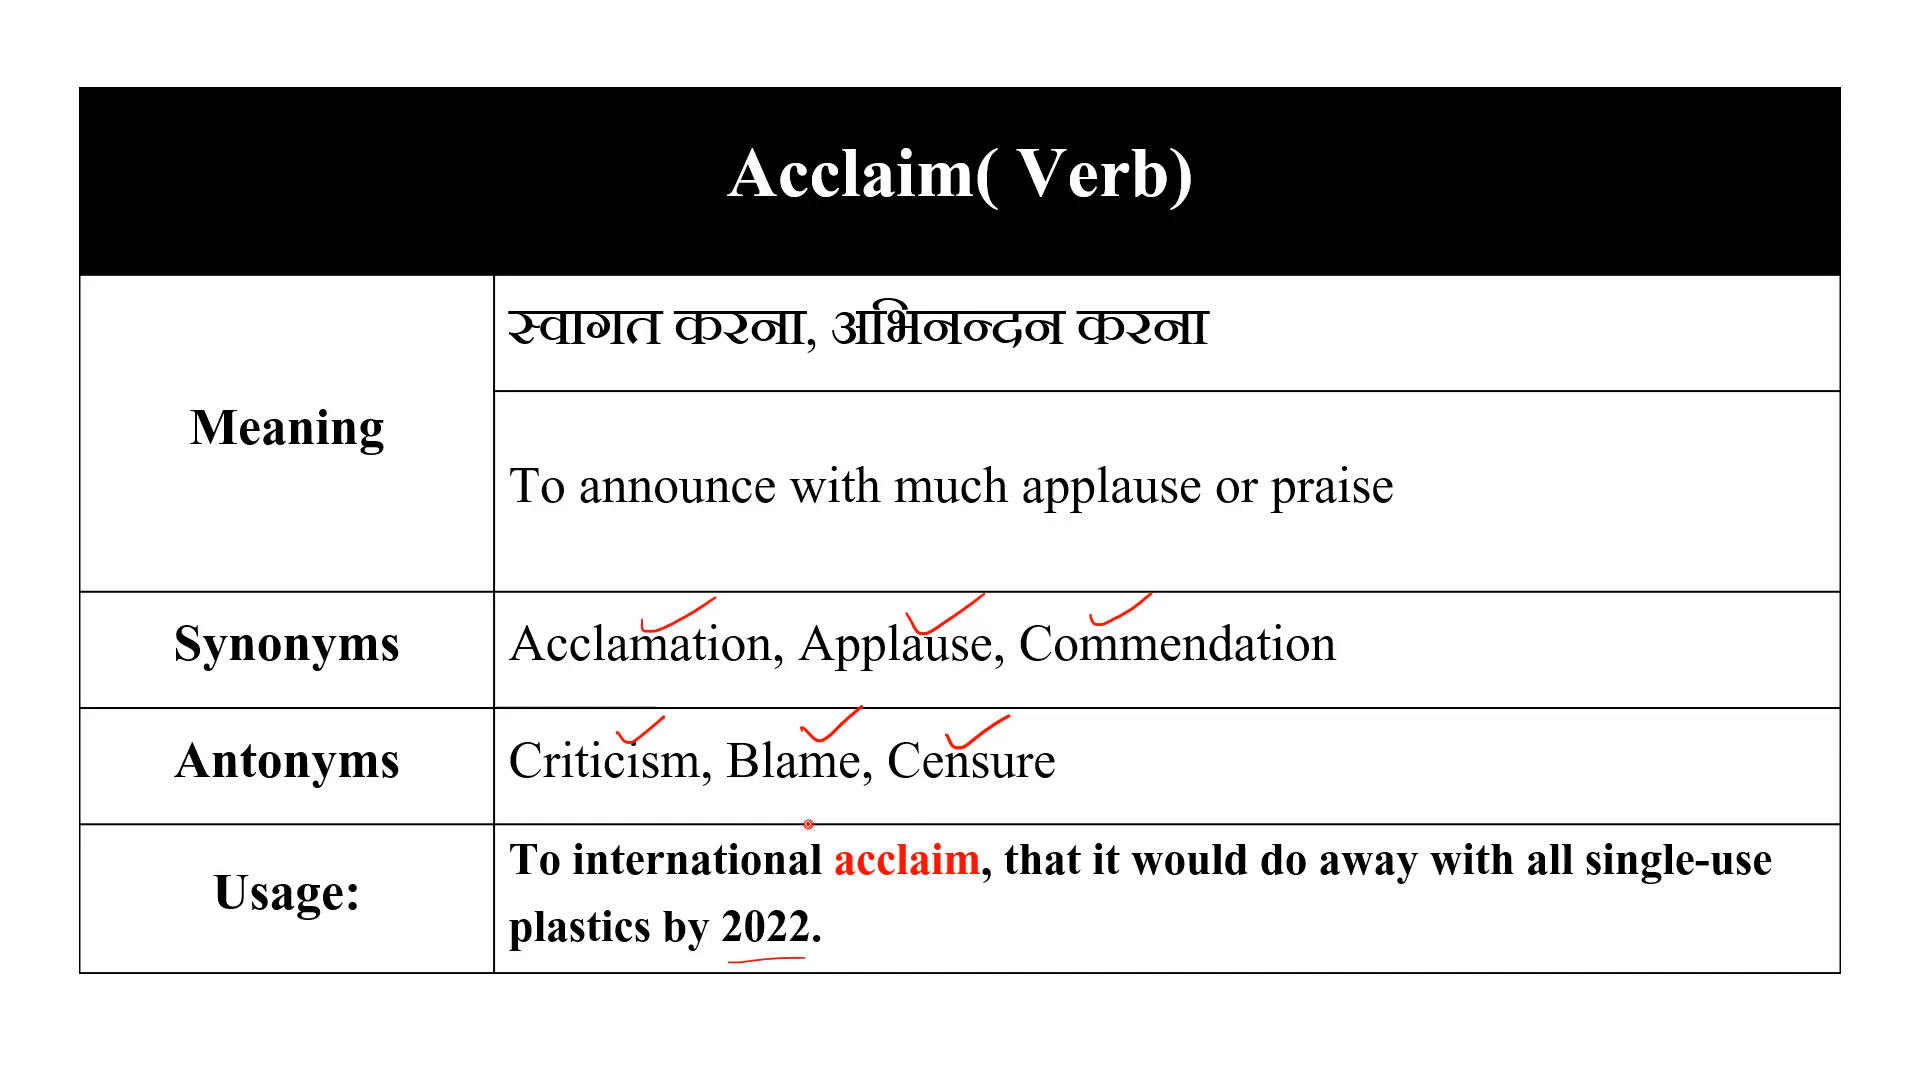 Acclaim( Verb)
Meaning
स्वागत करना, अभिनन्दन करना
To announce with much applause or praise
Synonyms
Acclamation, Applause, Commendation
Antonyms
Criticism, Blame, Censure
Usage:
To international acclaim, that it would do away with all single-use
plastics by 2022.